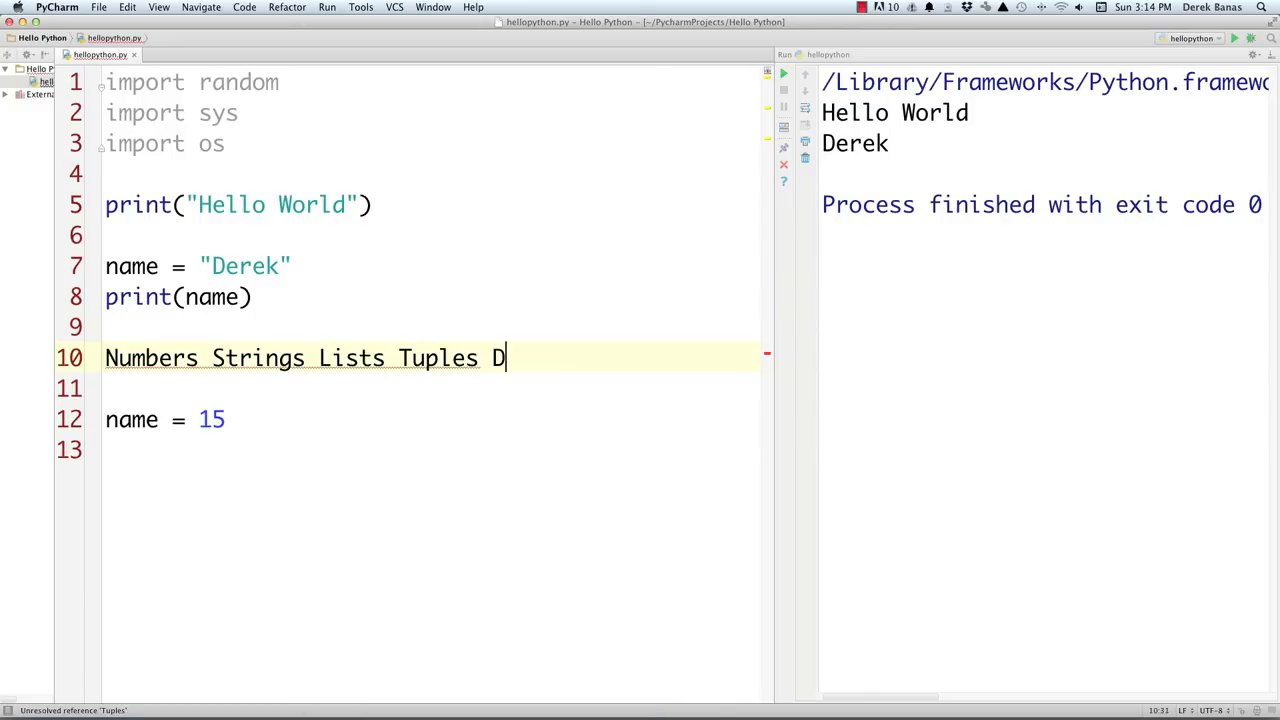 PyCharm File Edit View Navigate Code Refactor Run Tools VCS Window Help 10 Sun 3:14 PM Derek Banas
hellopython.py - Hello Python - [~/PycharmProjects/Hello Python]
Hello Python hellopython.py hellopython
hellopython.py
Run hellopython
Hello P
hell
Extern
1 import random
2 import sys
3 import os
4
5 print("Hello World")
6
7 name = "Derek"
8 print(name)
9
10 Numbers Strings Lists Tuples D
11
12 name = 15
13
/Library/Frameworks/Python.framewo
Hello World
Derek
Process finished with exit code 0
Unresolved reference 'Tuples' 10:31 LF UTF-8